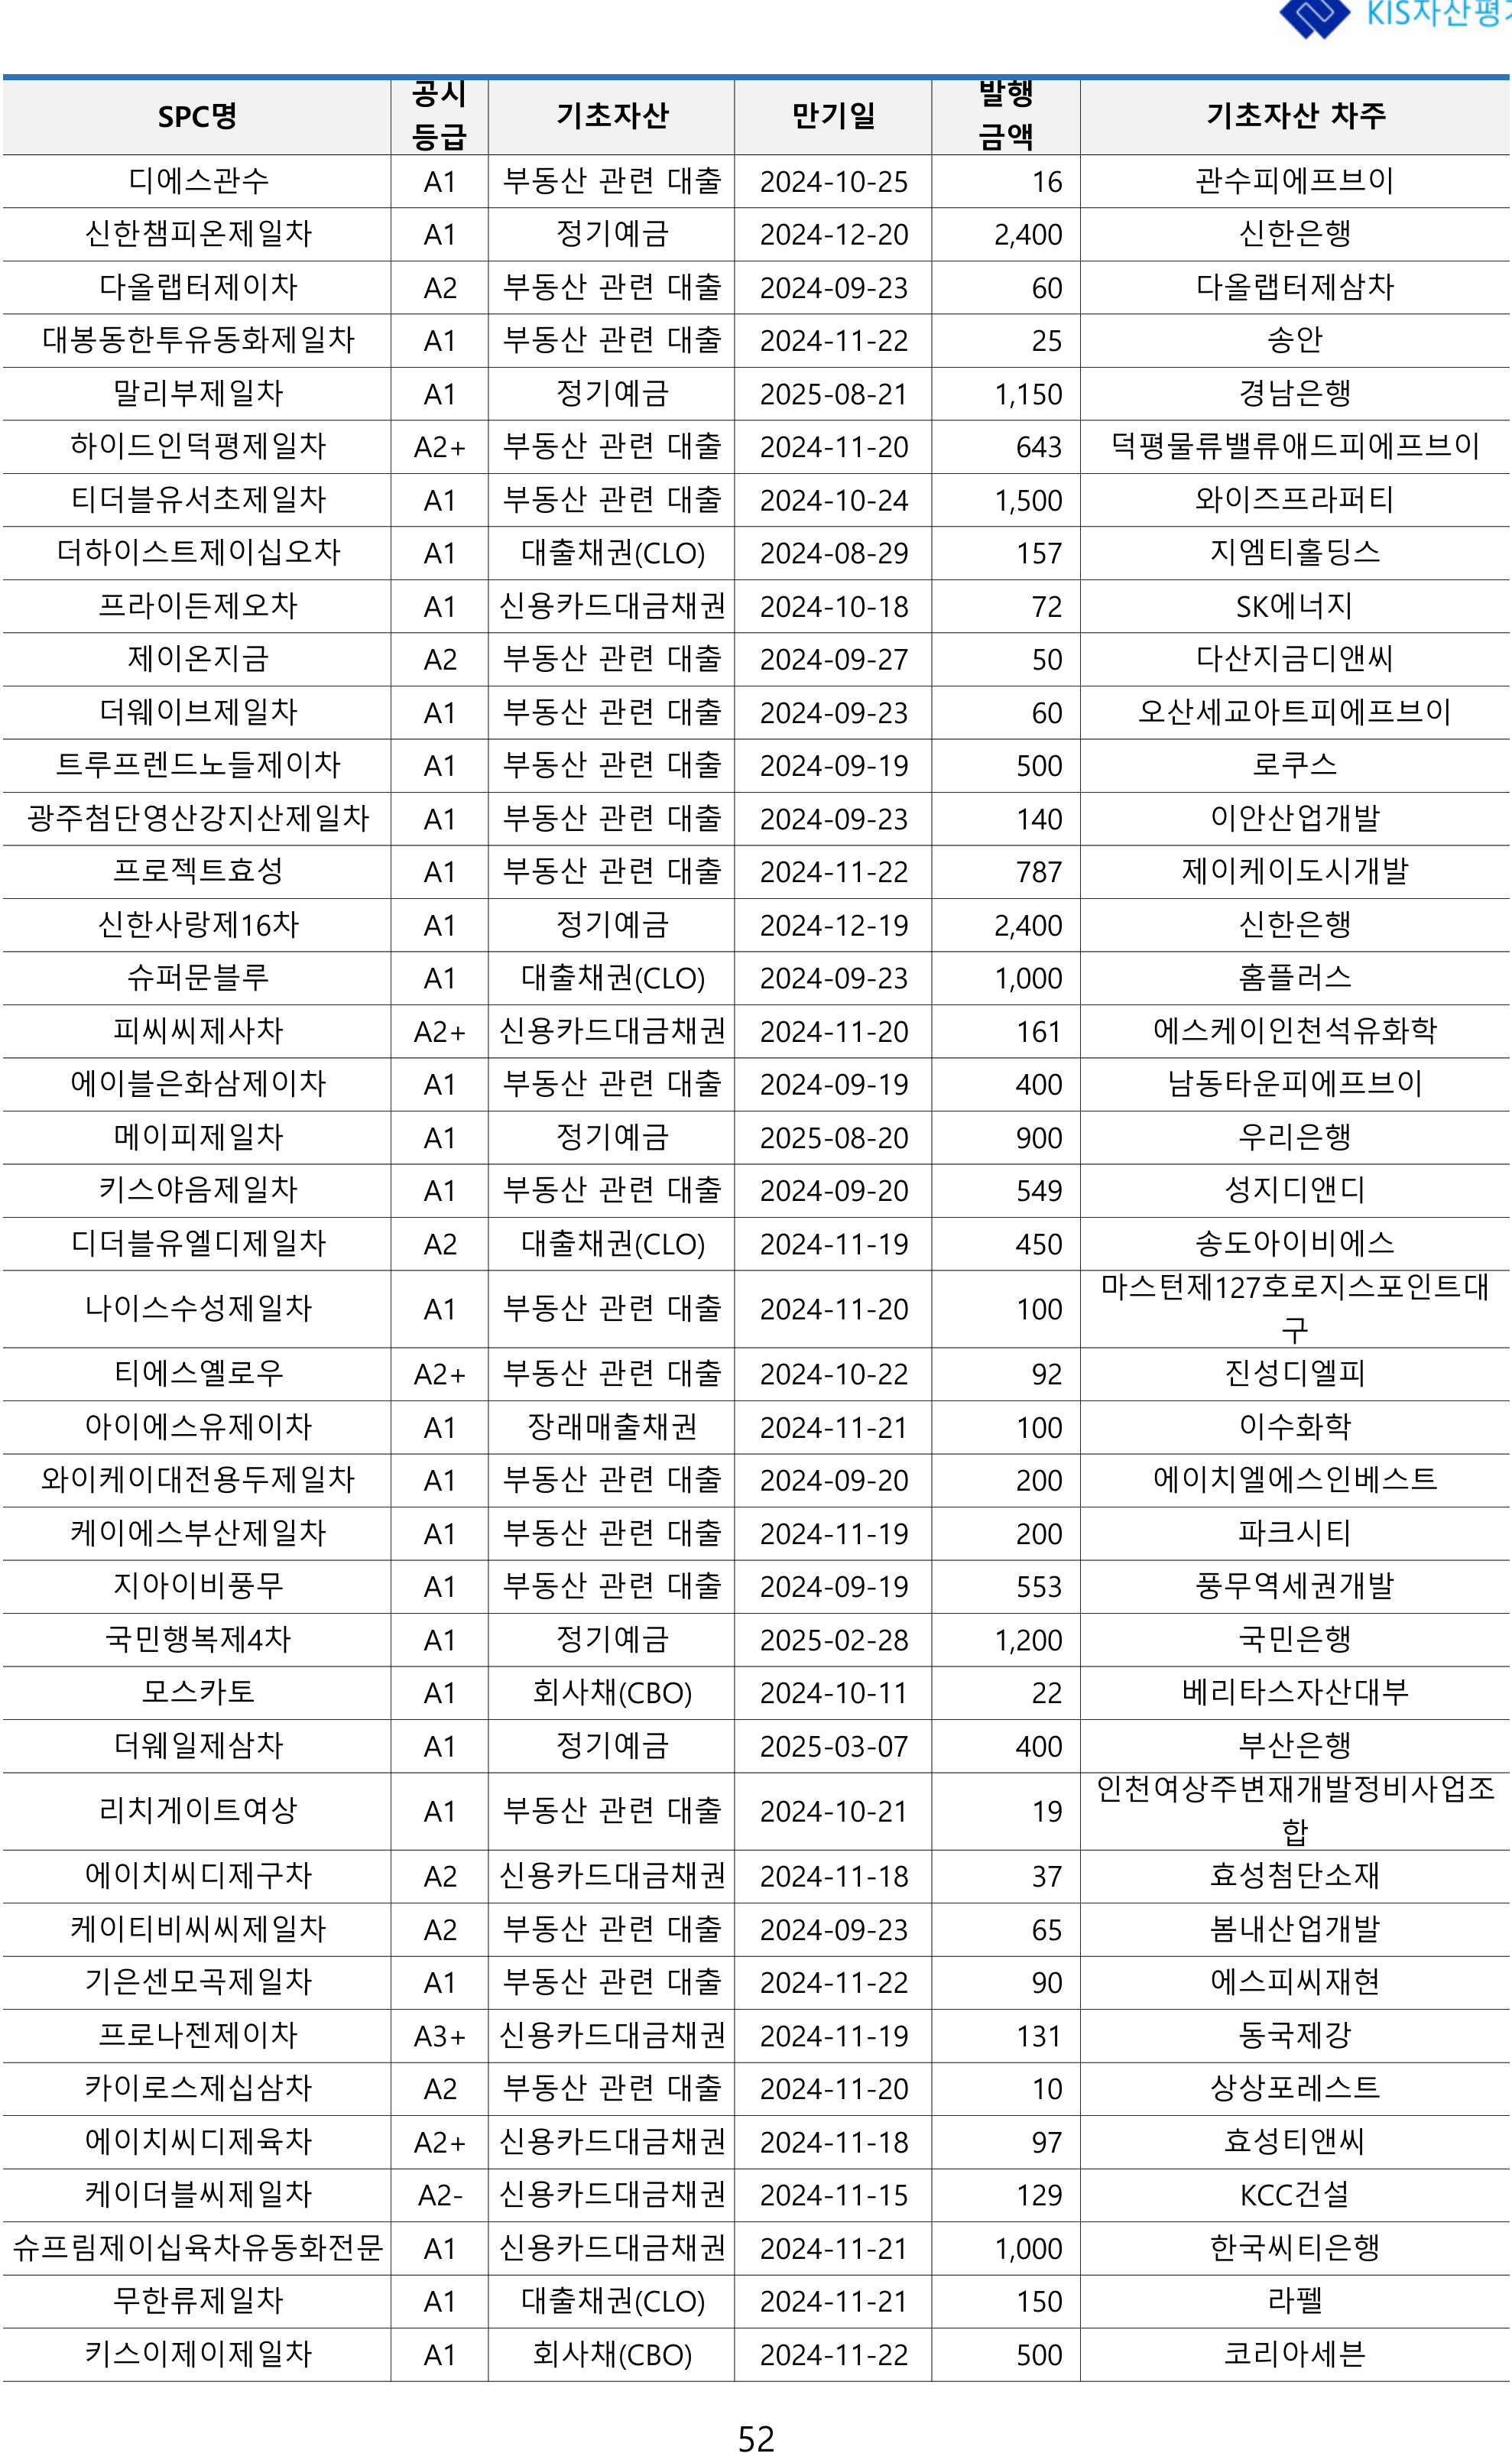 KIS자산평
SPC명 공시 등급 기초자산 만기일 발행 금액 기초자산 차주
디에스관수 A1 부동산 관련 대출 2024-10-25 16 관수피에프브이
신한챔피온제일차 A1 정기예금 2024-12-20 2,400 신한은행
다올랩터제이차 A2 부동산 관련 대출 2024-09-23 60 다올랩터제삼차
대봉동한투유동화제일차 A1 부동산 관련 대출 2024-11-22 25 송안
말리부제일차 A1 정기예금 2025-08-21 1,150 경남은행
하이드인덕평제일차 A2+ 부동산 관련 대출 2024-11-20 643 덕평물류밸류애드피에프브이
티더블유서초제일차 A1 부동산 관련 대출 2024-10-24 1,500 와이즈프라퍼티
더하이스트제이십오차 A1 대출채권(CLO) 2024-08-29 157 지엠티홀딩스
프라이든제오차 A1 신용카드대금채권 2024-10-18 72 SK에너지
제이온지금 A2 부동산 관련 대출 2024-09-27 50 다산지금디앤씨
더웨이브제일차 A1 부동산 관련 대출 2024-09-23 60 오산세교아트피에프브이
트루프렌드노들제이차 A1 부동산 관련 대출 2024-09-19 500 로쿠스
광주첨단영산강지산제일차 A1 부동산 관련 대출 2024-09-23 140 이안산업개발
프로젝트효성 A1 부동산 관련 대출 2024-11-22 787 제이케이도시개발
신한사랑제16차 A1 정기예금 2024-12-19 2,400 신한은행
슈퍼문블루 A1 대출채권(CLO) 2024-09-23 1,000 홈플러스
피씨씨제사차 A2+ 신용카드대금채권 2024-11-20 161 에스케이인천석유화학
에이블은화삼제이차 A1 부동산 관련 대출 2024-09-19 400 남동타운피에프브이
메이피제일차 A1 정기예금 2025-08-20 900 우리은행
키스야음제일차 A1 부동산 관련 대출 2024-09-20 549 성지디앤디
디더블유엘디제일차 A2 대출채권(CLO) 2024-11-19 450 송도아이비에스
나이스수성제일차 A1 부동산 관련 대출 2024-11-20 100 마스턴제127호로지스포인트대
구
티에스옐로우 A2+ 부동산 관련 대출 2024-10-22 92 진성디엘피
아이에스유제이차 A1 장래매출채권 2024-11-21 100 이수화학
와이케이대전용두제일차 A1 부동산 관련 대출 2024-09-20 200 에이치엘에스인베스트
케이에스부산제일차 A1 부동산 관련 대출 2024-11-19 200 파크시티
지아이비풍무 A1 부동산 관련 대출 2024-09-19 553 풍무역세권개발
국민행복제4차 A1 정기예금 2025-02-28 1,200 국민은행
모스카토 A1 회사채(CBO) 2024-10-11 22 베리타스자산대부
더웨일제삼차 A1 정기예금 2025-03-07 400 부산은행
리치게이트여상 A1 부동산 관련 대출 2024-10-21 19 인천여상주변재개발정비사업조
합
에이치씨디제구차 A2 신용카드대금채권 2024-11-18 37 효성첨단소재
케이티비씨씨제일차 A2 부동산 관련 대출 2024-09-23 65 봄내산업개발
기은센모곡제일차 A1 부동산 관련 대출 2024-11-22 90 에스피씨재현
프로나젠제이차 A3+ 신용카드대금채권 2024-11-19 131 동국제강
카이로스제십삼차 A2 부동산 관련 대출 2024-11-20 10 상상포레스트
에이치씨디제육차 A2+ 신용카드대금채권 2024-11-18 97 효성티앤씨
케이더블씨제일차 A2- 신용카드대금채권 2024-11-15 129 KCC건설
슈프림제이십육차유동화전문 A1 신용카드대금채권 2024-11-21 1,000 한국씨티은행
무한류제일차 A1 대출채권(CLO) 2024-11-21 150 라펠
키스이제이제일차 A1 회사채(CBO) 2024-11-22 500 코리아세븐
52